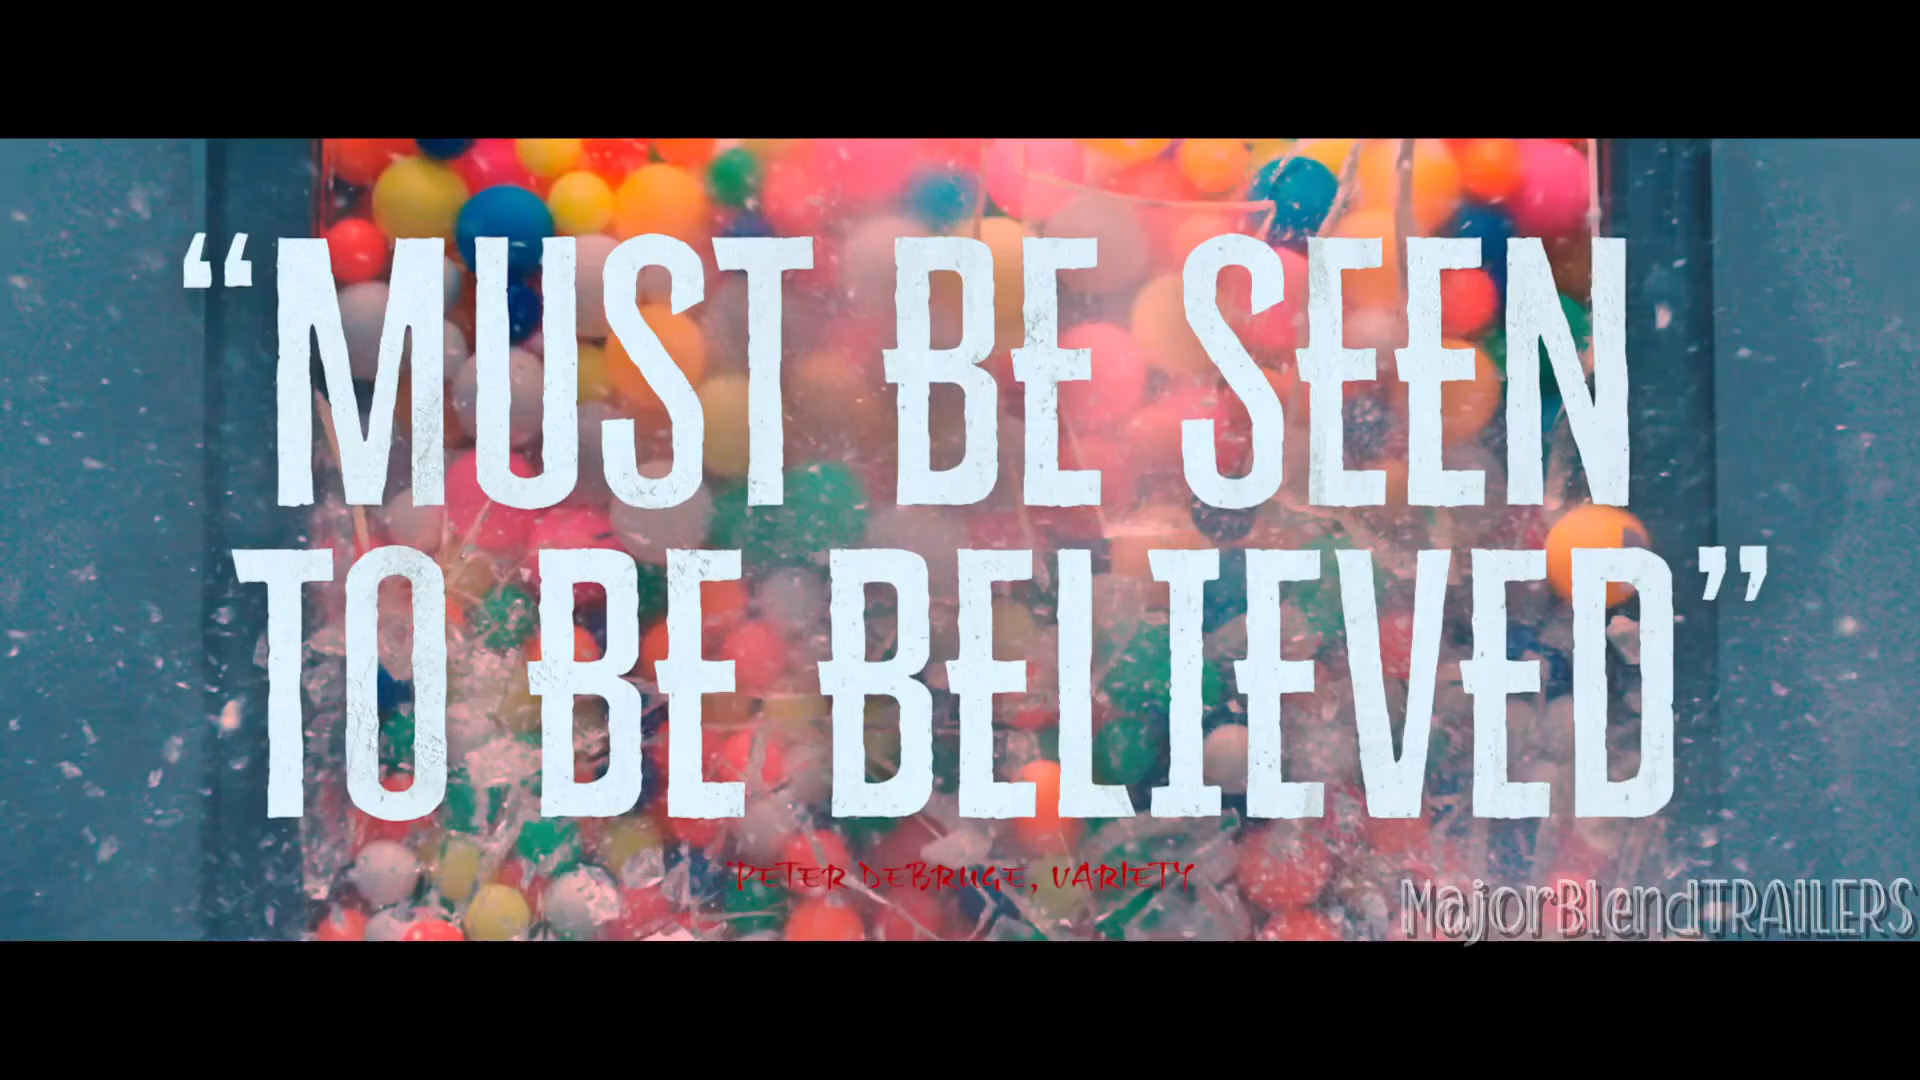 “MUST BE SEEN
TO BE BELIEVED”
PETER DEBRUGE, VARIETY
MajorBlendTRAILERS